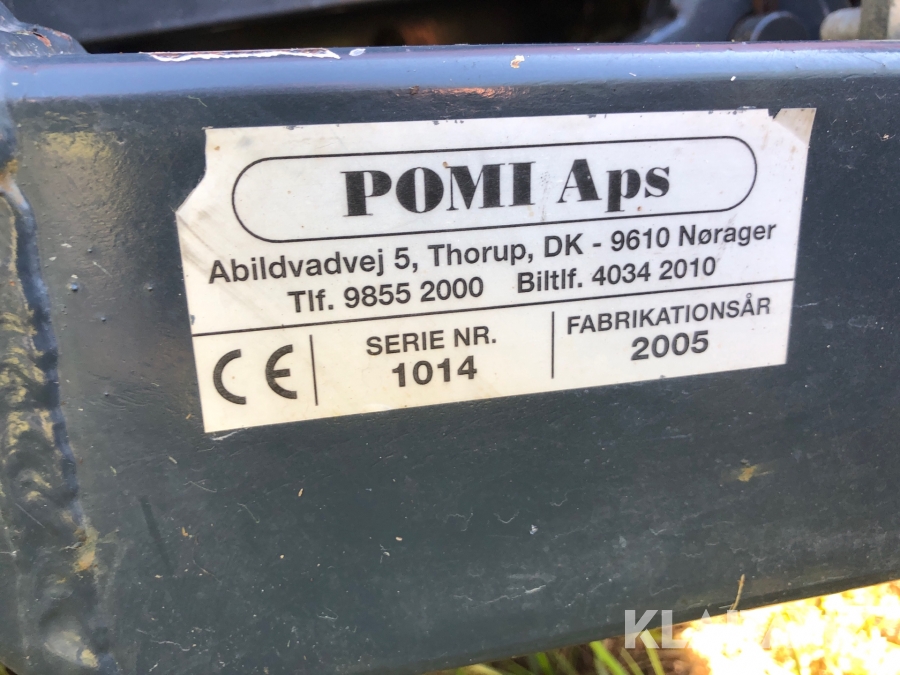 POMI Aps
Abildvadvej 5, Thorup, DK - 9610 Nørager
Tlf. 9855 2000 Biltlf. 4034 2010
CE
SERIE NR.
1014
FABRIKATIONSÅR
2005